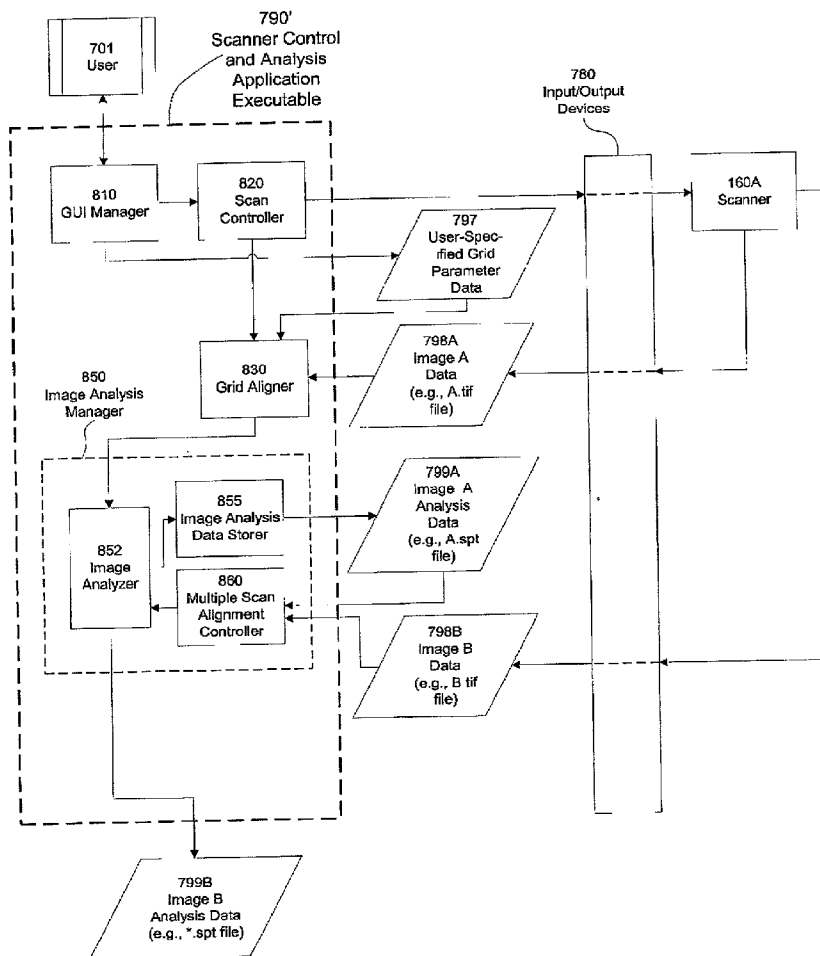 790'
Scanner Control
and Analysis
Application
Executable
701
User
780
Input/Output
Devices
810
GUI Manager
820
Scan
Controller
160A
Scanner
797
User-Spec-
ified Grid
Parameter
Data
798A
Image A
Data
(e.g., A.tif
file)
830
Grid Aligner
850
Image Analysis
Manager
799A
Image A
Analysis
Data
(e.g., A.spt
file)
855
Image Analysis
Data Storer
852
Image
Analyzer
860
Multiple Scan
Alignment
Controller
798B
Image B
Data
(e.g., B tif
file)
799B
Image B
Analysis Data
(e.g., *.spt file)